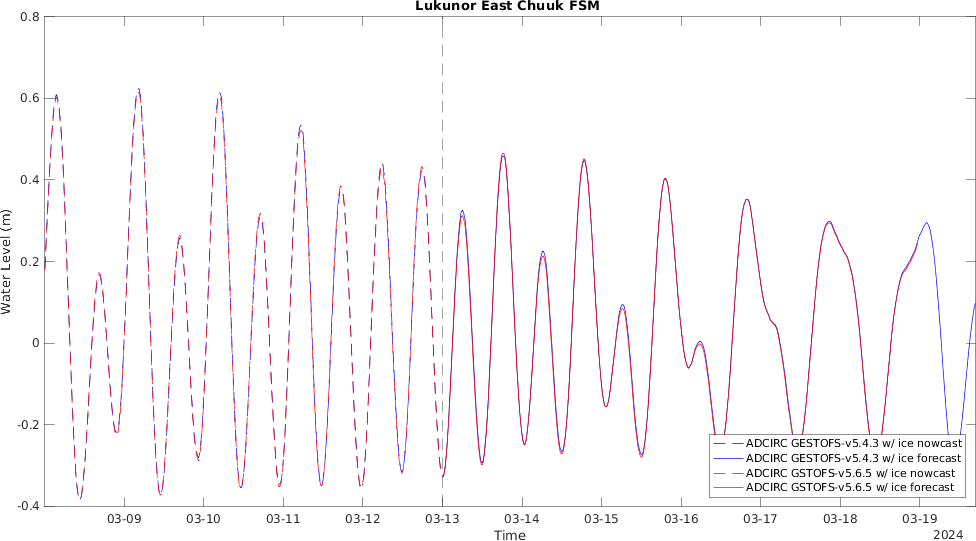 Lukunor East Chuuk FSM
0.8
0.6
0.4
0.2
0
-0.2
-0.4
Water Level (m)
ADCIRC GESTOFS-v5.4.3 w/ ice nowcast
ADCIRC GESTOFS-v5.4.3 w/ ice forecast
ADCIRC GSTOFS-v5.6.5 w/ ice nowcast
ADCIRC GSTOFS-v5.6.5 w/ ice forecast
03-09 03-10 03-11 03-12 03-13 03-14 03-15 03-16 03-17 03-18 03-19
Time 2024